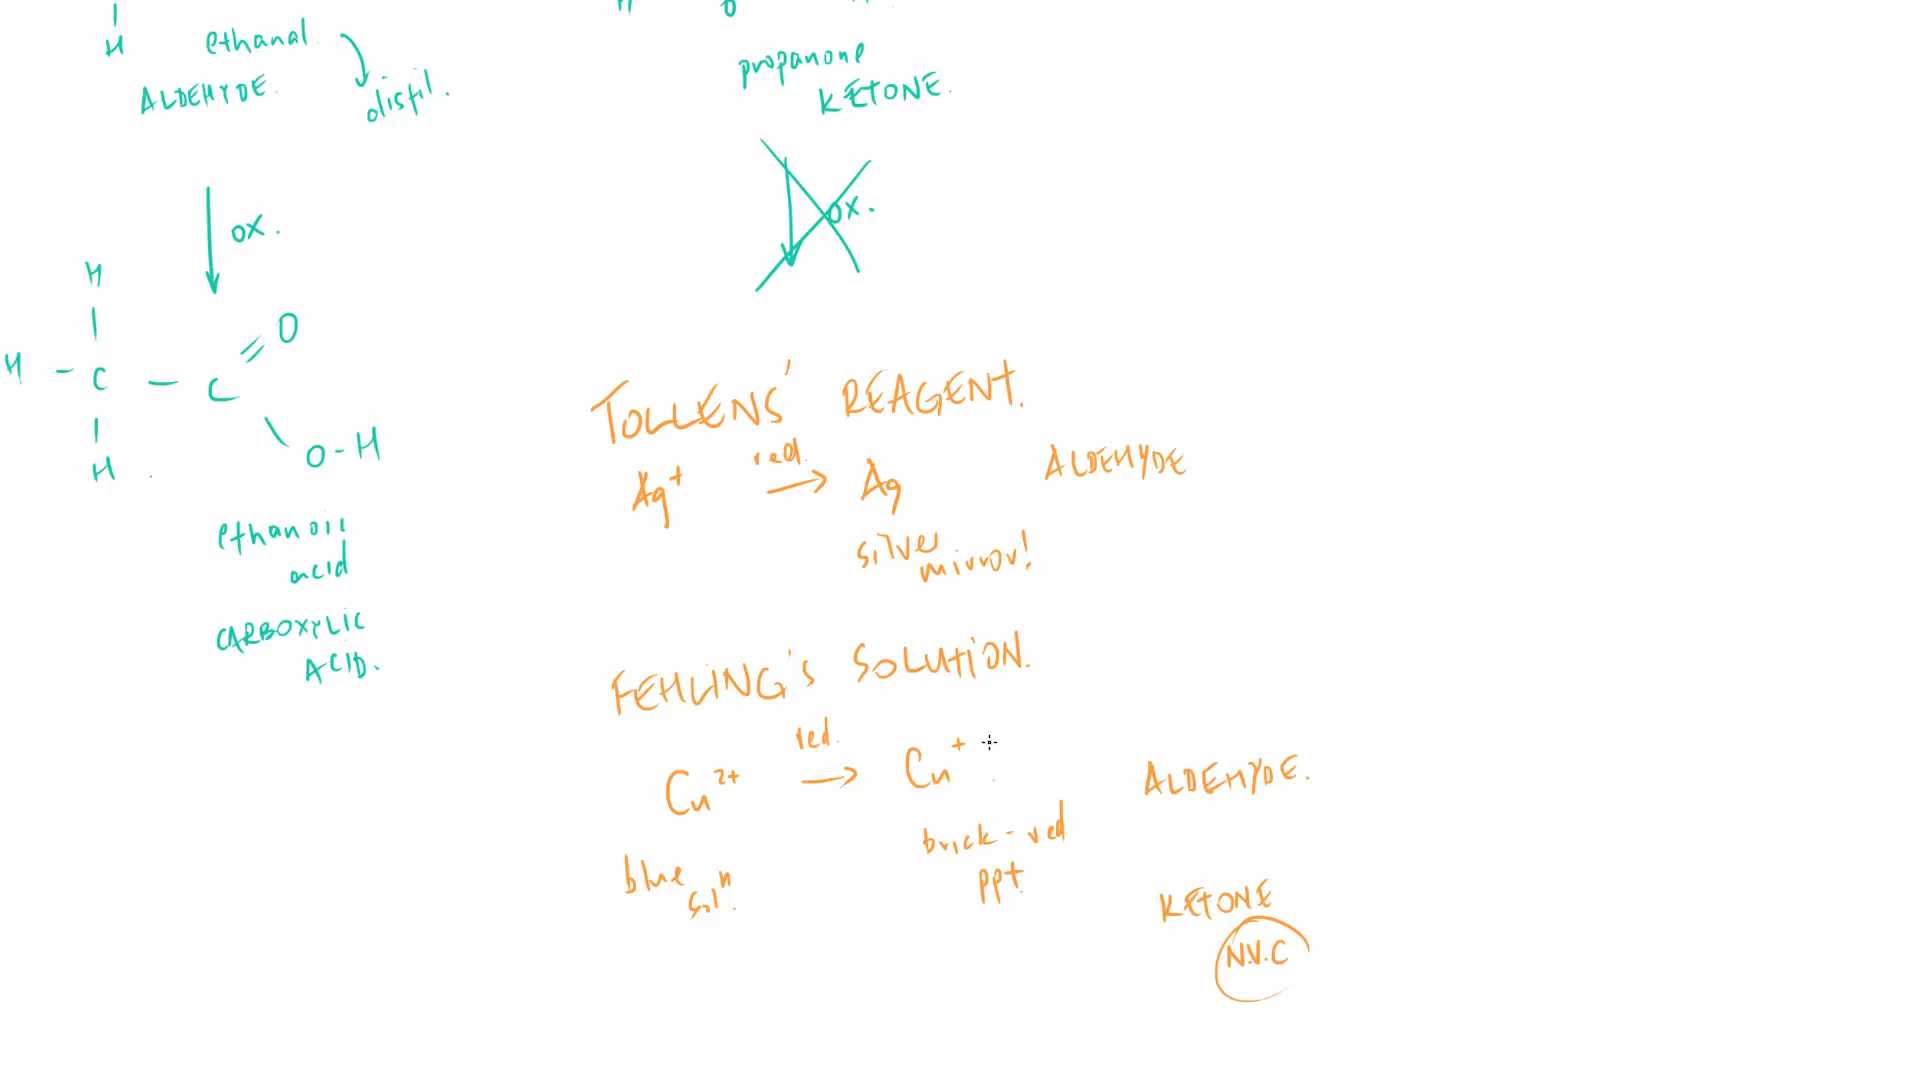 H
ethanal
distil.
ALDEHYDE.
OX.
H
O
H - C - C
H
O-H
ethanoic
acid
CARBOXYLIC
ACID.
propanone
KETONE.
OX.
TOLLENS' REAGENT.
Ag+ red. Ag ALDEHYDE
silver
mirror!
FEHLING'S SOLUTION.
Cu2+ red. Cu+ ALDEHYDE.
blue
soln.
brick-red
ppt
KETONE
N.V.C